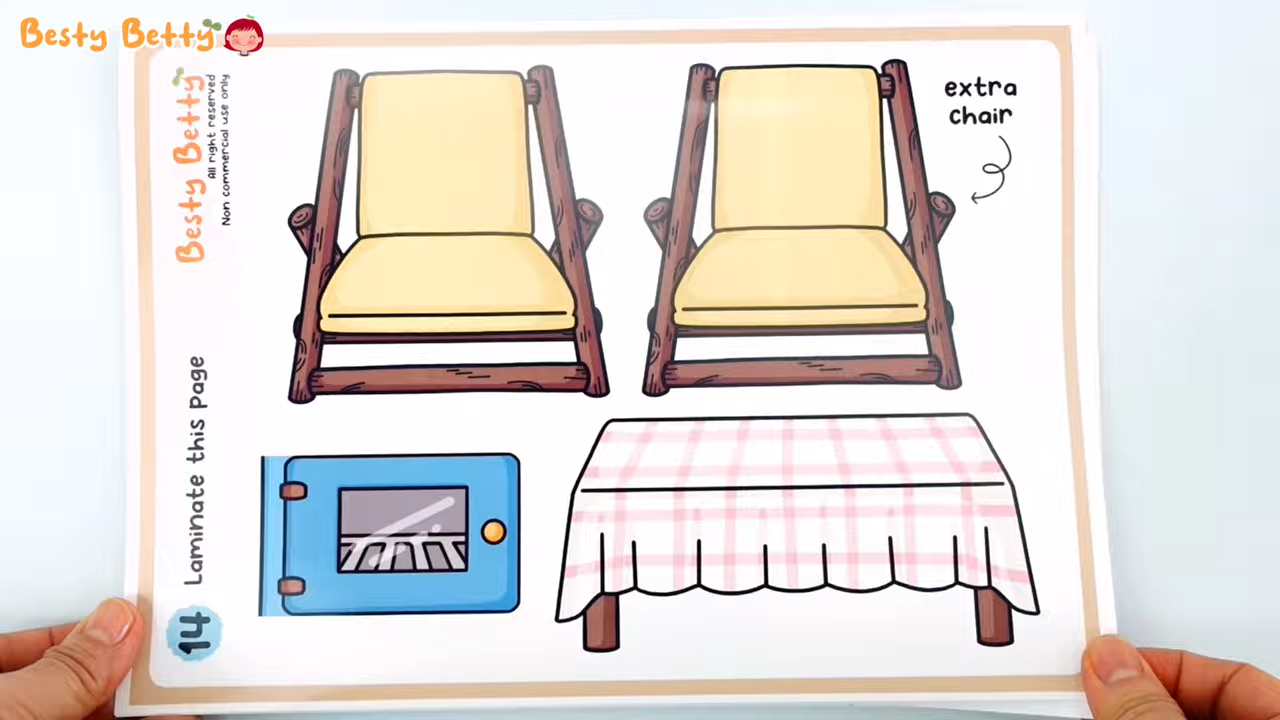 Besty Betty
Besty Betty
All right reserved
Non commercial use only
extra
chair
Laminate this Page
14